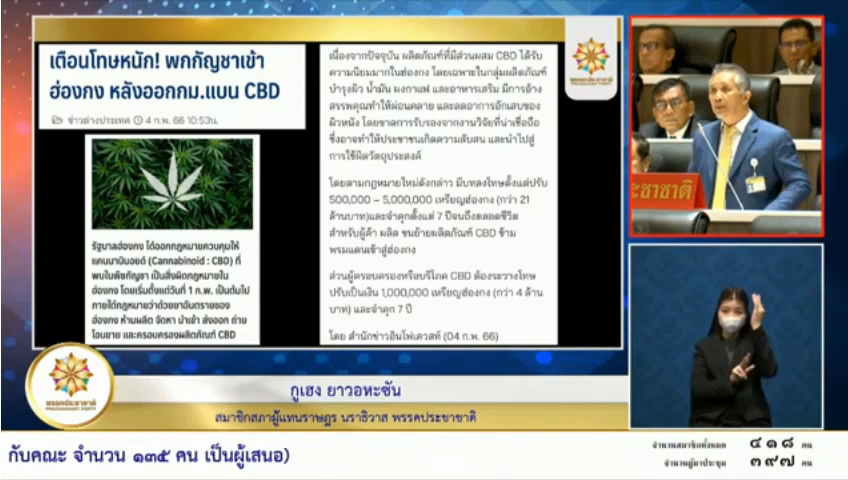 เตือนโทษหนัก! พกกัญชาเข้า
ฮ่องกง หลังออกกม.แบน CBD
ข่าวต่างประเทศ 4 ก.พ. 66 10:53น.
รัฐบาลฮ่องกง ได้ออกกฎหมายควบคุมให้
แคนนาบินอยด์ (Cannabinoid : CBD) ที่
พบในพืชกัญชา เป็นสิ่งผิดกฎหมายใน
ฮ่องกง โดยเริ่มตั้งแต่วันที่ 1 ก.พ. เป็นต้นไป
ภายใต้กฎหมายว่าด้วยยาอันตรายของ
ฮ่องกง ห้ามผลิต จัดหา นำเข้า ส่งออก ถ่าย
โอนขาย และครอบครองผลิตภัณฑ์ CBD
เนื่องจากปัจจุบัน ผลิตภัณฑ์ที่มีส่วนผสม CBD ได้รับ
ความนิยมมากในฮ่องกง โดยเฉพาะในกลุ่มผลิตภัณฑ์
บำรุงผิว น้ำมัน ผงกาแฟ และอาหารเสริม มีการอ้าง
สรรพคุณทำให้ผ่อนคลาย และลดอาการอักเสบของ
ผิวหนัง โดยขาดการรับรองจากงานวิจัยที่น่าเชื่อถือ
ซึ่งอาจทำให้ประชาชนเกิดความสับสน และนำไปสู่
การใช้ผิดวัตถุประสงค์
โดยตามกฎหมายใหม่ดังกล่าว มีบทลงโทษตั้งแต่ปรับ
500,000 – 5,000,000 เหรียญฮ่องกง (กว่า 21
ล้านบาท)และจำคุกตั้งแต่ 7 ปีจนถึงตลอดชีวิต
สำหรับผู้ค้า ผลิต ขนย้ายผลิตภัณฑ์ CBD ข้าม
พรมแดนเข้าสู่ฮ่องกง
ส่วนผู้ครอบครองหรือบริโภค CBD ต้องระวางโทษ
ปรับเป็นเงิน 1,000,000 เหรียญฮ่องกง (กว่า 4 ล้าน
บาท) และจำคุก 7 ปี
โดย สำนักข่าวอินโฟเควสท์ (04 ก.พ. 66)
พรรคประชาชาติ
PRACHACHAT PARTY
ระชาชาติ
พรรคประชาชาติ
PRACHACHAT PARTY
กูเฮง ยาวอหะซัน
สมาชิกสภาผู้แทนราษฎร นราธิวาส พรรคประชาชาติ
กับคณะ จำนวน ๑๓๕ คน เป็นผู้เสนอ)
จำนวนสมาชิกทั้งหมด ๔๑๘ คน
จำนวนผู้มาประชุม ๓๙๗ คน